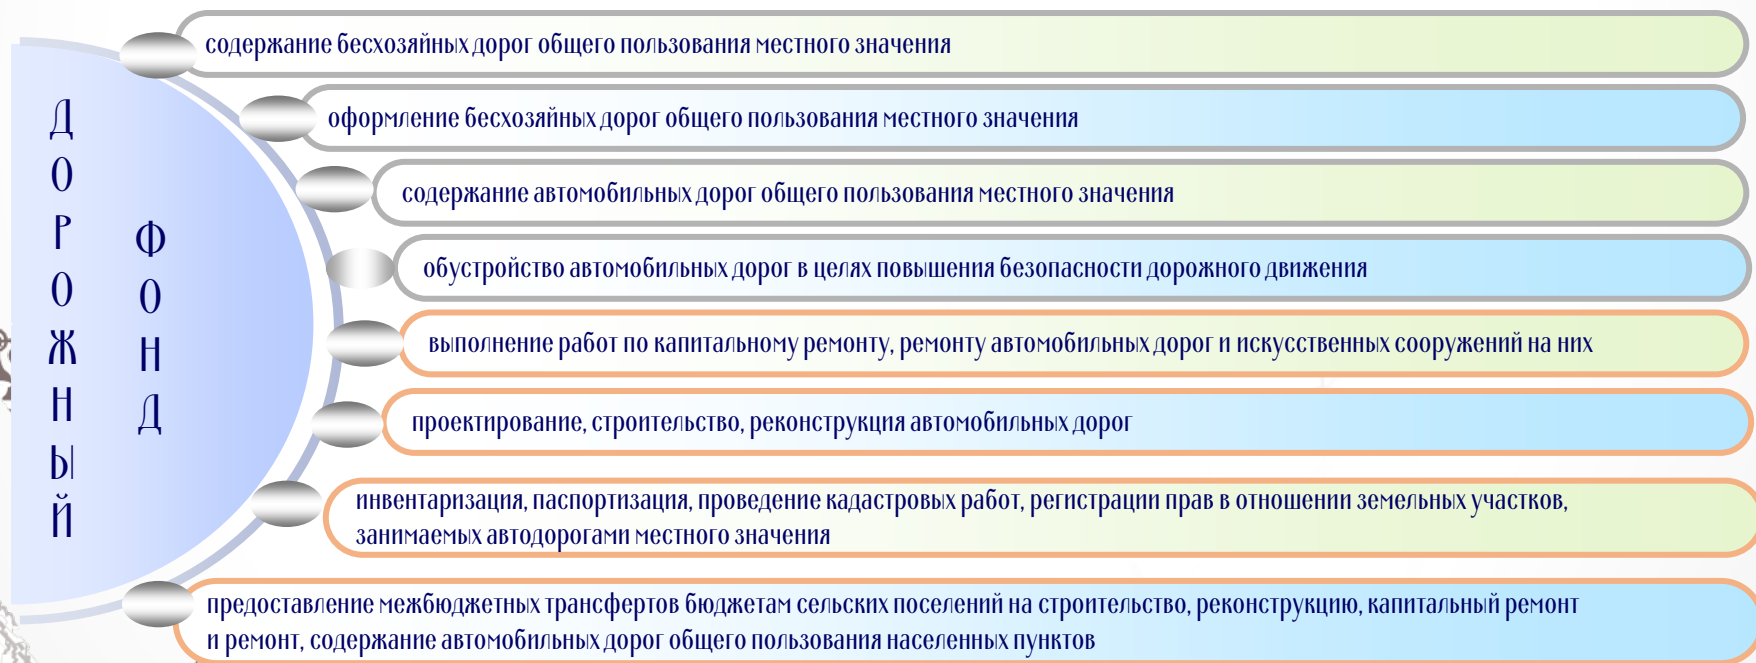 ДОРОЖНЫЙ
ФОНД
содержание бесхозяйных дорог общего пользования местного значения
оформление бесхозяйных дорог общего пользования местного значения
содержание автомобильных дорог общего пользования местного значения
обустройство автомобильных дорог в целях повышения безопасности дорожного движения
выполнение работ по капитальному ремонту, ремонту автомобильных дорог и искусственных сооружений на них
проектирование, строительство, реконструкция автомобильных дорог
инвентаризация, паспортизация, проведение кадастровых работ, регистрации прав в отношении земельных участков,
занимаемых автодорогами местного значения
предоставление межбюджетных трансфертов бюджетам сельских поселений на строительство, реконструкцию, капитальный ремонт
и ремонт, содержание автомобильных дорог общего пользования населенных пунктов